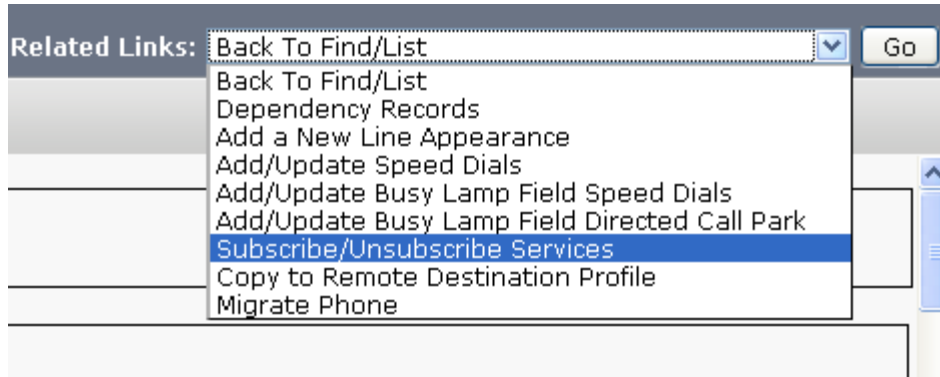 Related Links: Back To Find/List Go
Back To Find/List
Dependency Records
Add a New Line Appearance
Add/Update Speed Dials
Add/Update Busy Lamp Field Speed Dials
Add/Update Busy Lamp Field Directed Call Park
Subscribe/Unsubscribe Services
Copy to Remote Destination Profile
Migrate Phone